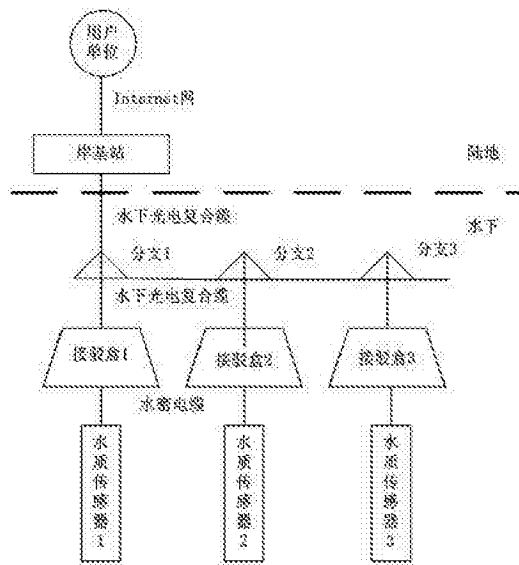 用户
单位
Internet网
岸基站
陆地
水下光电复合缆
水下
分支1
分支2
分支3
水下光电复合缆
接驳盒1
接驳盒2
接驳盒3
水密电缆
水质传感器1
水质传感器2
水质传感器3